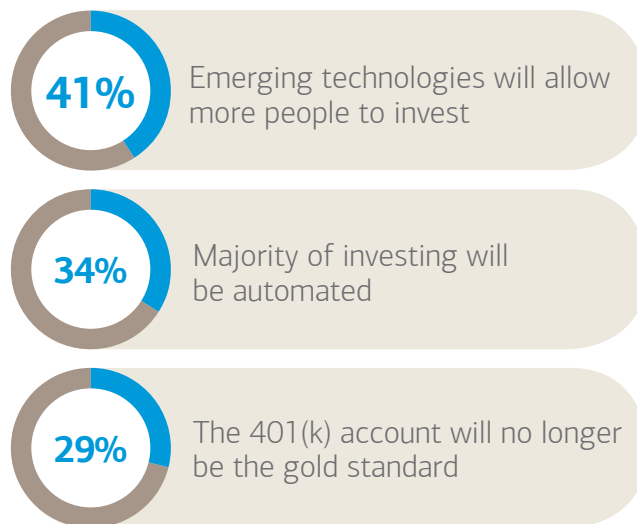 41%
Emerging technologies will allow
more people to invest
34%
Majority of investing will
be automated
29%
The 401(k) account will no longer
be the gold standard